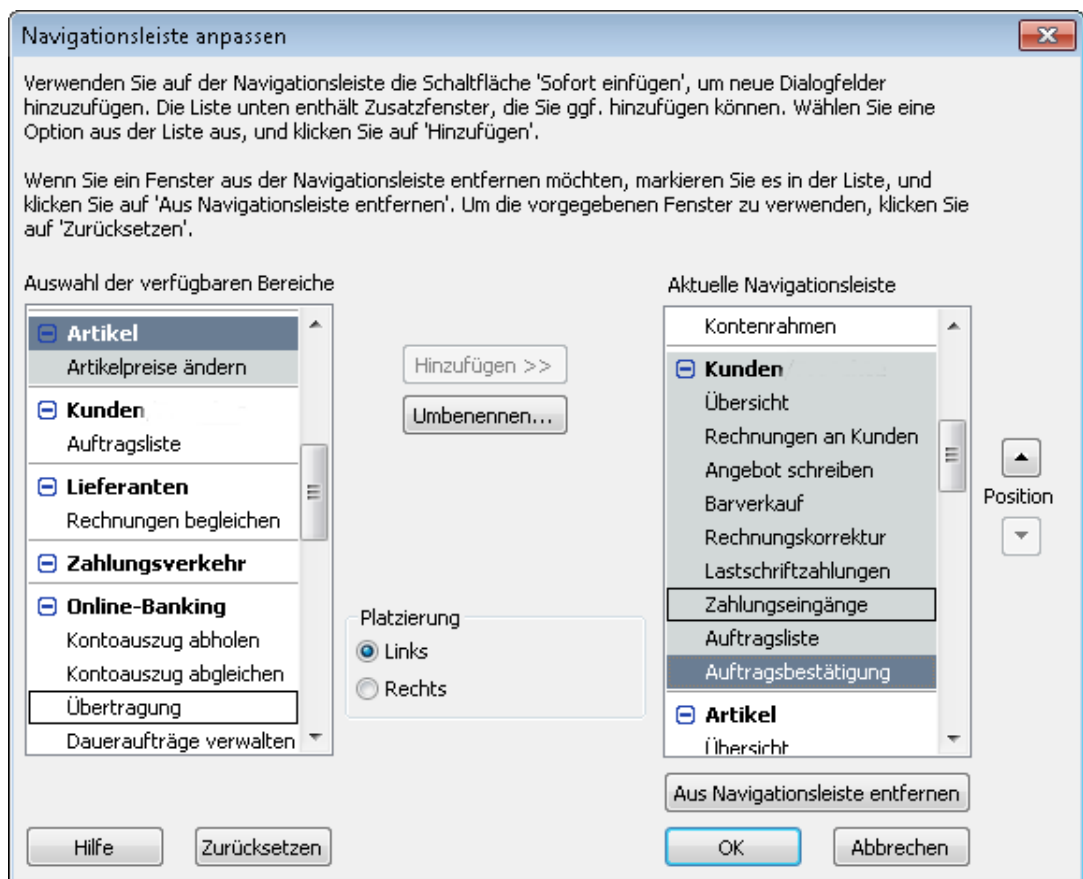 Navigationsleiste anpassen
Verwenden Sie auf der Navigationsleiste die Schaltfläche 'Sofort einfügen', um neue Dialogfelder
hinzuzufügen. Die Liste unten enthält Zusatzfenster, die Sie ggf. hinzufügen können. Wählen Sie eine
Option aus der Liste aus, und klicken Sie auf 'Hinzufügen'.
Wenn Sie ein Fenster aus der Navigationsleiste entfernen möchten, markieren Sie es in der Liste, und
klicken Sie auf 'Aus Navigationsleiste entfernen'. Um die vorgegebenen Fenster zu verwenden, klicken Sie
auf 'Zurücksetzen'.
Auswahl der verfügbaren Bereiche
Artikel
Artikelpreise ändern
Kunden
Auftragsliste
Lieferanten
Rechnungen begleichen
Zahlungsverkehr
Online-Banking
Kontoauszug abholen
Kontoauszug abgleichen
Übertragung
Daueraufträge verwalten
Hinzufügen >>
Umbenennen...
Platzierung
Links
Rechts
Aktuelle Navigationsleiste
Kontenrahmen
Kunden
Übersicht
Rechnungen an Kunden
Angebot schreiben
Barverkauf
Rechnungskorrektur
Lastschriftzahlungen
Zahlungseingänge
Auftragsliste
Auftragsbestätigung
Artikel
Übersicht
Position
Aus Navigationsleiste entfernen
Hilfe
Zurücksetzen
OK
Abbrechen